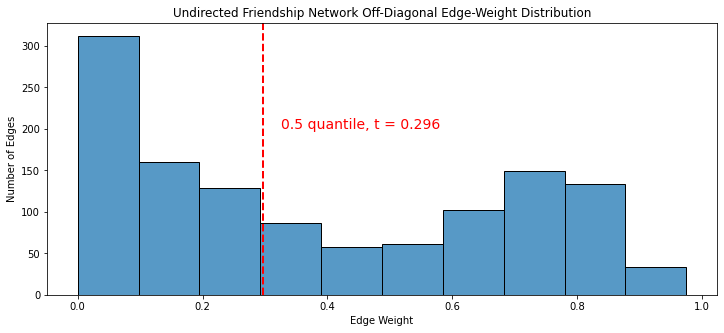 Undirected Friendship Network Off-Diagonal Edge-Weight Distribution
300
250
200
150
100
50
0
Number of Edges
0.5 quantile, t = 0.296
0.0 0.2 0.4 0.6 0.8 1.0
Edge Weight